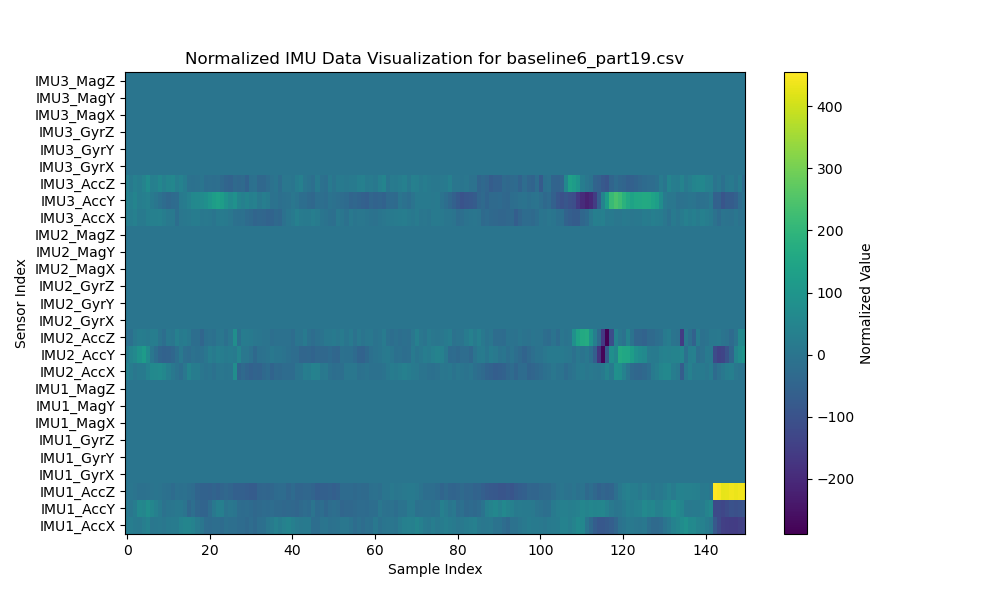 Normalized IMU Data Visualization for baseline6_part19.csv
Sensor Index
IMU3_MagZ
IMU3_MagY
IMU3_MagX
IMU3_GyrZ
IMU3_GyrY
IMU3_GyrX
IMU3_AccZ
IMU3_AccY
IMU3_AccX
IMU2_MagZ
IMU2_MagY
IMU2_MagX
IMU2_GyrZ
IMU2_GyrY
IMU2_GyrX
IMU2_AccZ
IMU2_AccY
IMU2_AccX
IMU1_MagZ
IMU1_MagY
IMU1_MagX
IMU1_GyrZ
IMU1_GyrY
IMU1_GyrX
IMU1_AccZ
IMU1_AccY
IMU1_AccX
0 20 40 60 80 100 120 140
Sample Index
400
300
200
100
0
−100
−200
Normalized Value